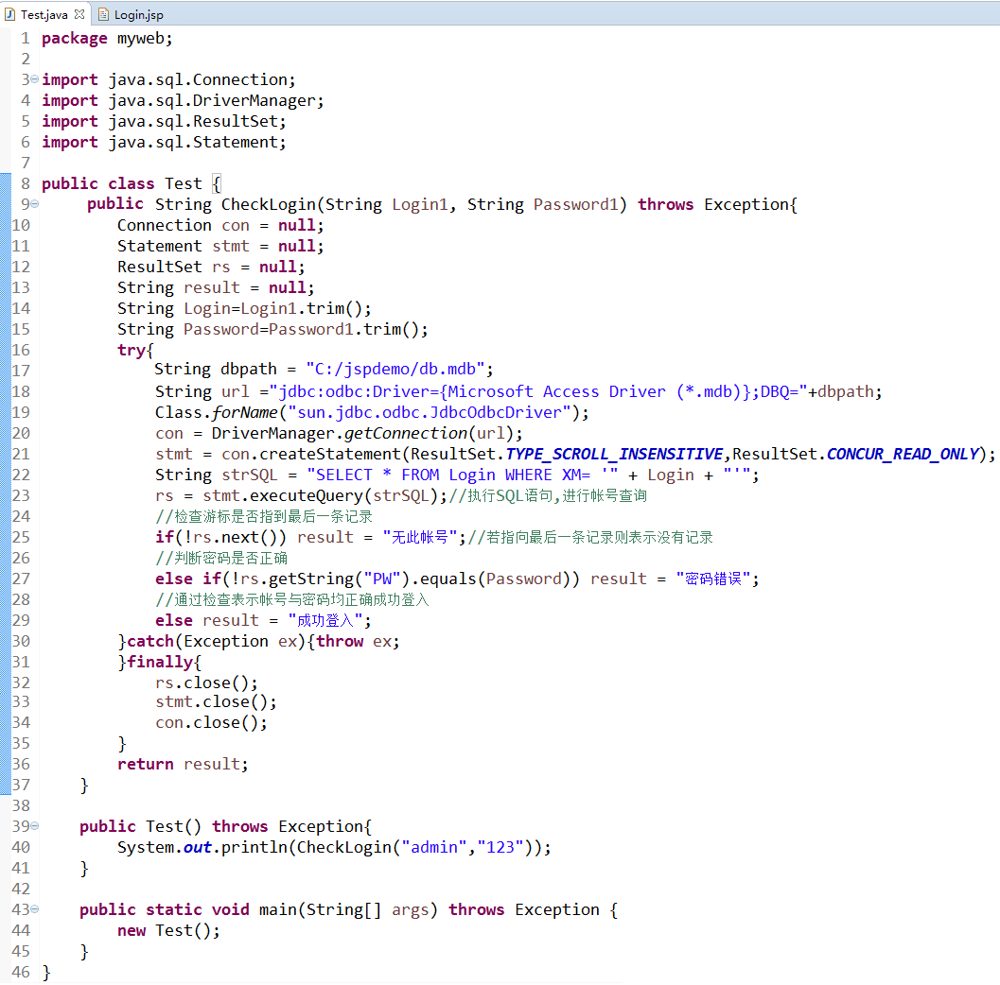 Test.java Login.jsp
1 package myweb;
2
3 import java.sql.Connection;
4 import java.sql.DriverManager;
5 import java.sql.ResultSet;
6 import java.sql.Statement;
7
8 public class Test {
9 public String CheckLogin(String Login1, String Password1) throws Exception{
10 Connection con = null;
11 Statement stmt = null;
12 ResultSet rs = null;
13 String result = null;
14 String Login=Login1.trim();
15 String Password=Password1.trim();
16 try{
17 String dbpath = "C:/jspdemo/db.mdb";
18 String url ="jdbc:odbc:Driver={Microsoft Access Driver (*.mdb)};DBQ="+dbpath;
19 Class.forName("sun.jdbc.odbc.JdbcOdbcDriver");
20 con = DriverManager.getConnection(url);
21 stmt = con.createStatement(ResultSet.TYPE_SCROLL_INSENSITIVE,ResultSet.CONCUR_READ_ONLY);
22 String strSQL = "SELECT * FROM Login WHERE XM= '" + Login + "'";
23 rs = stmt.executeQuery(strSQL);//执行SQL语句,进行帐号查询
24 //检查游标是否指到最后一条记录
25 if(!rs.next()) result = "无此帐号";//若指向最后一条记录则表示没有记录
26 //判断密码是否正确
27 else if(!rs.getString("PW").equals(Password)) result = "密码错误";
28 //通过检查表示帐号与密码均正确成功登入
29 else result = "成功登入";
30 }catch(Exception ex){throw ex;
31 }finally{
32 rs.close();
33 stmt.close();
34 con.close();
35 }
36 return result;
37 }
38
39 public Test() throws Exception{
40 System.out.println(CheckLogin("admin","123"));
41 }
42
43 public static void main(String[] args) throws Exception {
44 new Test();
45 }
46 }